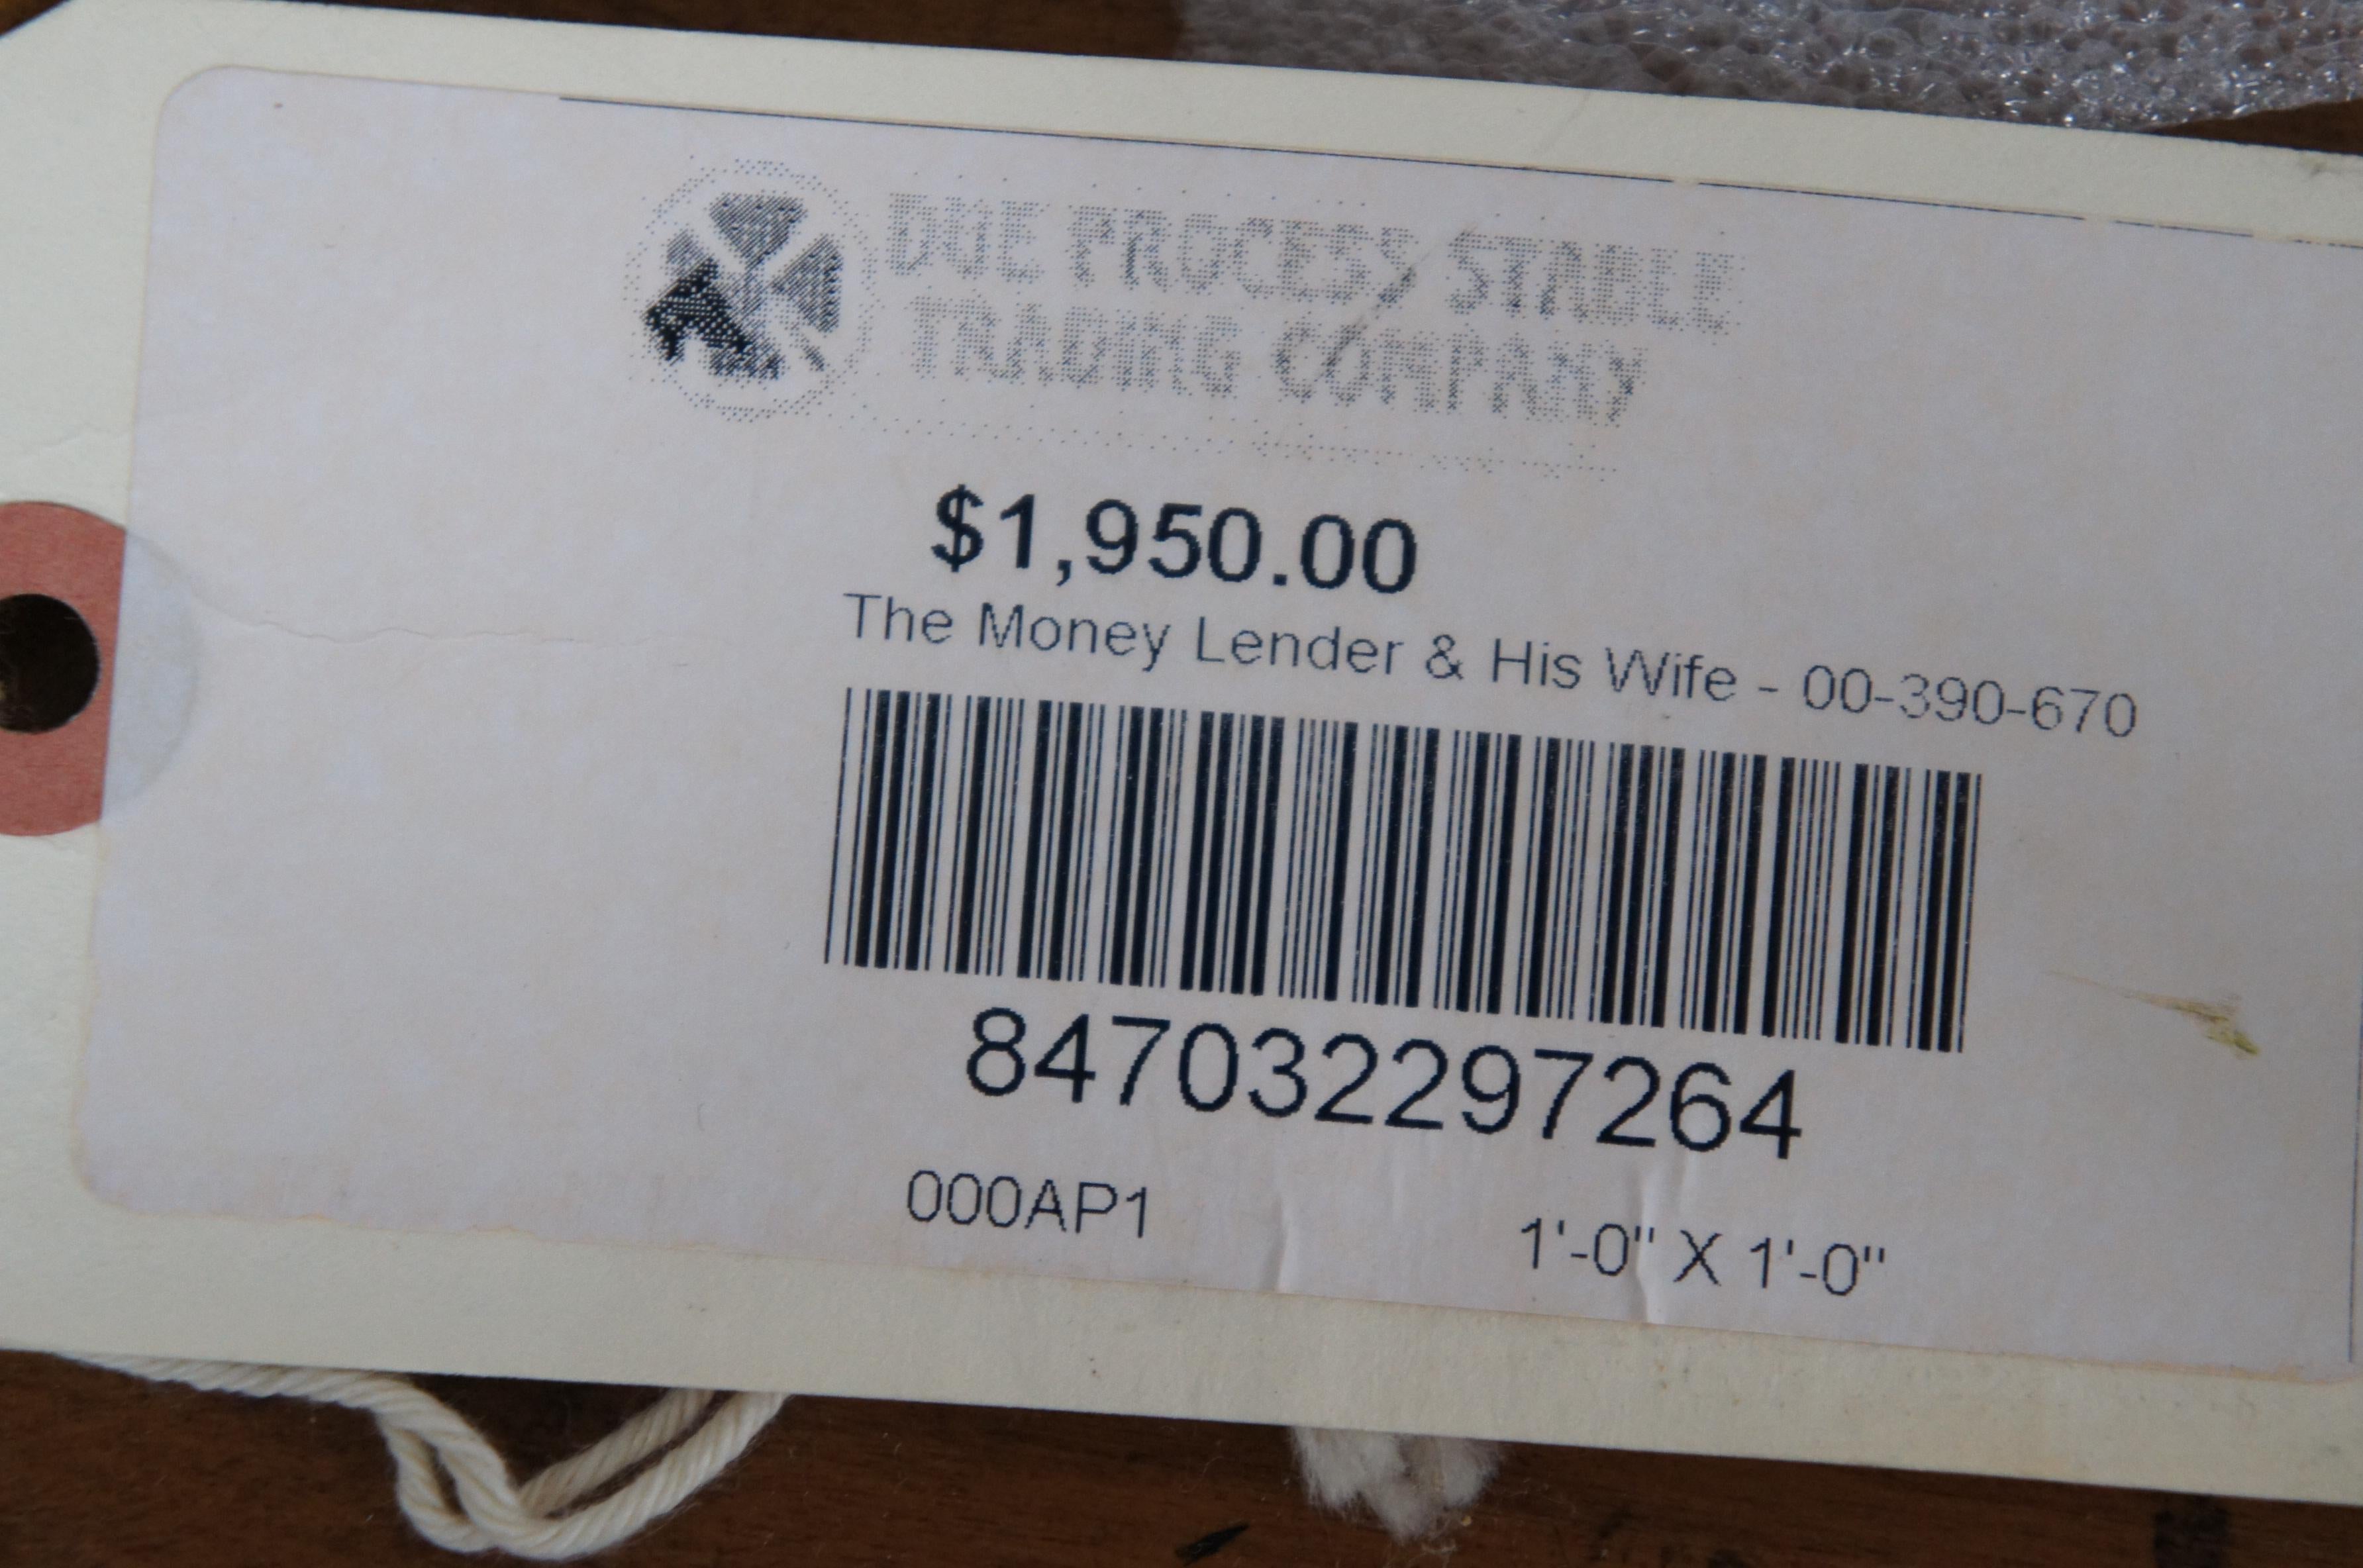 DUE PROCESS STABLE
TRADING COMPANY
$1,950.00
The Money Lender & His Wife - 00-390-670
847032297264
000AP1 1'-0" X 1'-0"